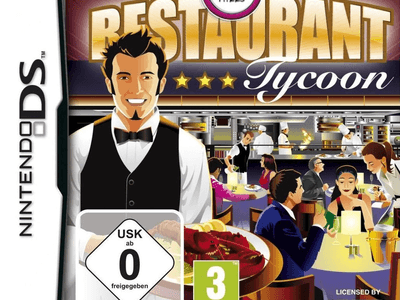 RESTAURANT
Tycoon
NINTENDO DS
USK
ab
0
freigegeben
3
LICENSED BY